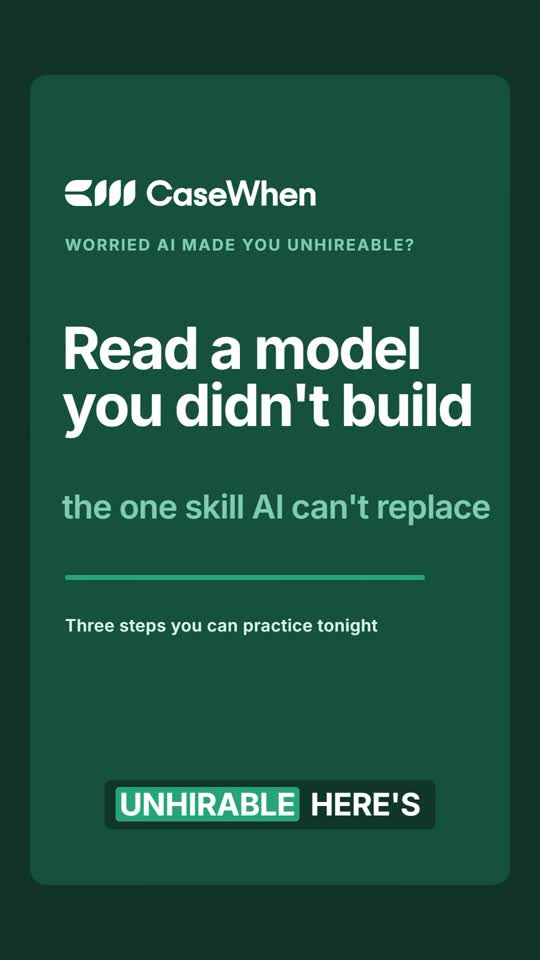 CaseWhen
WORRIED AI MADE YOU UNHIREABLE?
Read a model
you didn't build
the one skill AI can't replace
Three steps you can practice tonight
UNHIRABLE HERE'S